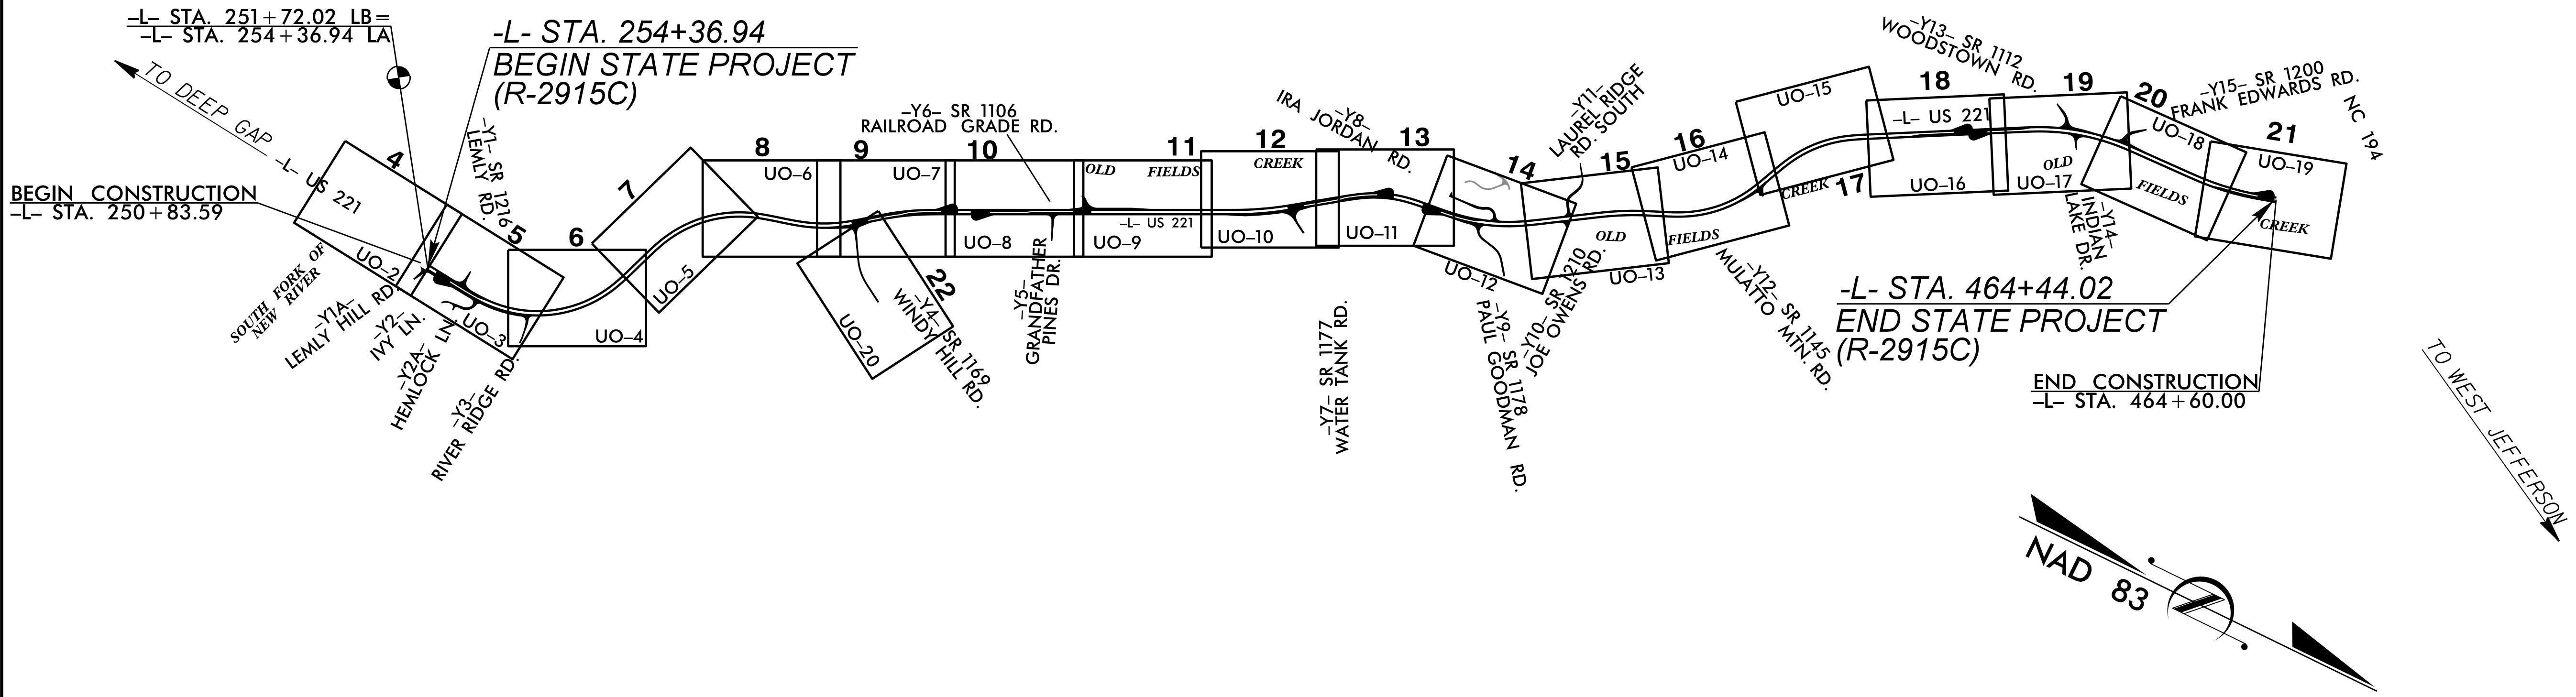 -L- STA. 251+72.02 LB=
-L- STA. 254+36.94 LA
-L- STA. 254+36.94
BEGIN STATE PROJECT
(R-2915C)
TO DEEP GAP
-L- US 221
BEGIN CONSTRUCTION
-L- STA. 250+83.59
4
-Y1- SR 1216
LEMLY RD.
5
6
7
8
9
10
11
12
13
14
15
16
17
18
19
20
21
22
UO-2
UO-3
UO-4
UO-5
UO-6
UO-7
UO-8
UO-9
UO-10
UO-11
UO-12
UO-13
UO-14
UO-15
UO-16
UO-17
UO-18
UO-19
UO-20
SOUTH FORK OF
NEW RIVER
-Y1A-
LEMLY HILL RD.
-Y2-
IVY LN.
-Y2A-
HEMLOCK LN.
-Y3-
RIVER RIDGE RD.
-Y4- SR 1169
WINDY HILL RD.
-Y6- SR 1106
RAILROAD GRADE RD.
-Y5-
GRANDFATHER
PINES DR.
OLD FIELDS CREEK
-L- US 221
-Y7- SR 1177
WATER TANK RD.
-Y8-
IRA JORDAN RD.
-Y9- SR 1178
PAUL GOODMAN RD.
-Y10- SR 1210
JOE OWENS RD.
-Y11-
LAUREL RIDGE
RD. SOUTH
OLD FIELDS CREEK
-Y12- SR 1145
MULATTO MTN. RD.
-L- US 221
-Y13- SR 1112
WOODSTOWN RD.
-Y14-
INDIAN
LAKE DR.
OLD FIELDS CREEK
-Y15- SR 1200
FRANK EDWARDS RD.
NC 194
-L- STA. 464+44.02
END STATE PROJECT
(R-2915C)
END CONSTRUCTION
-L- STA. 464+60.00
TO WEST JEFFERSON
NAD 83